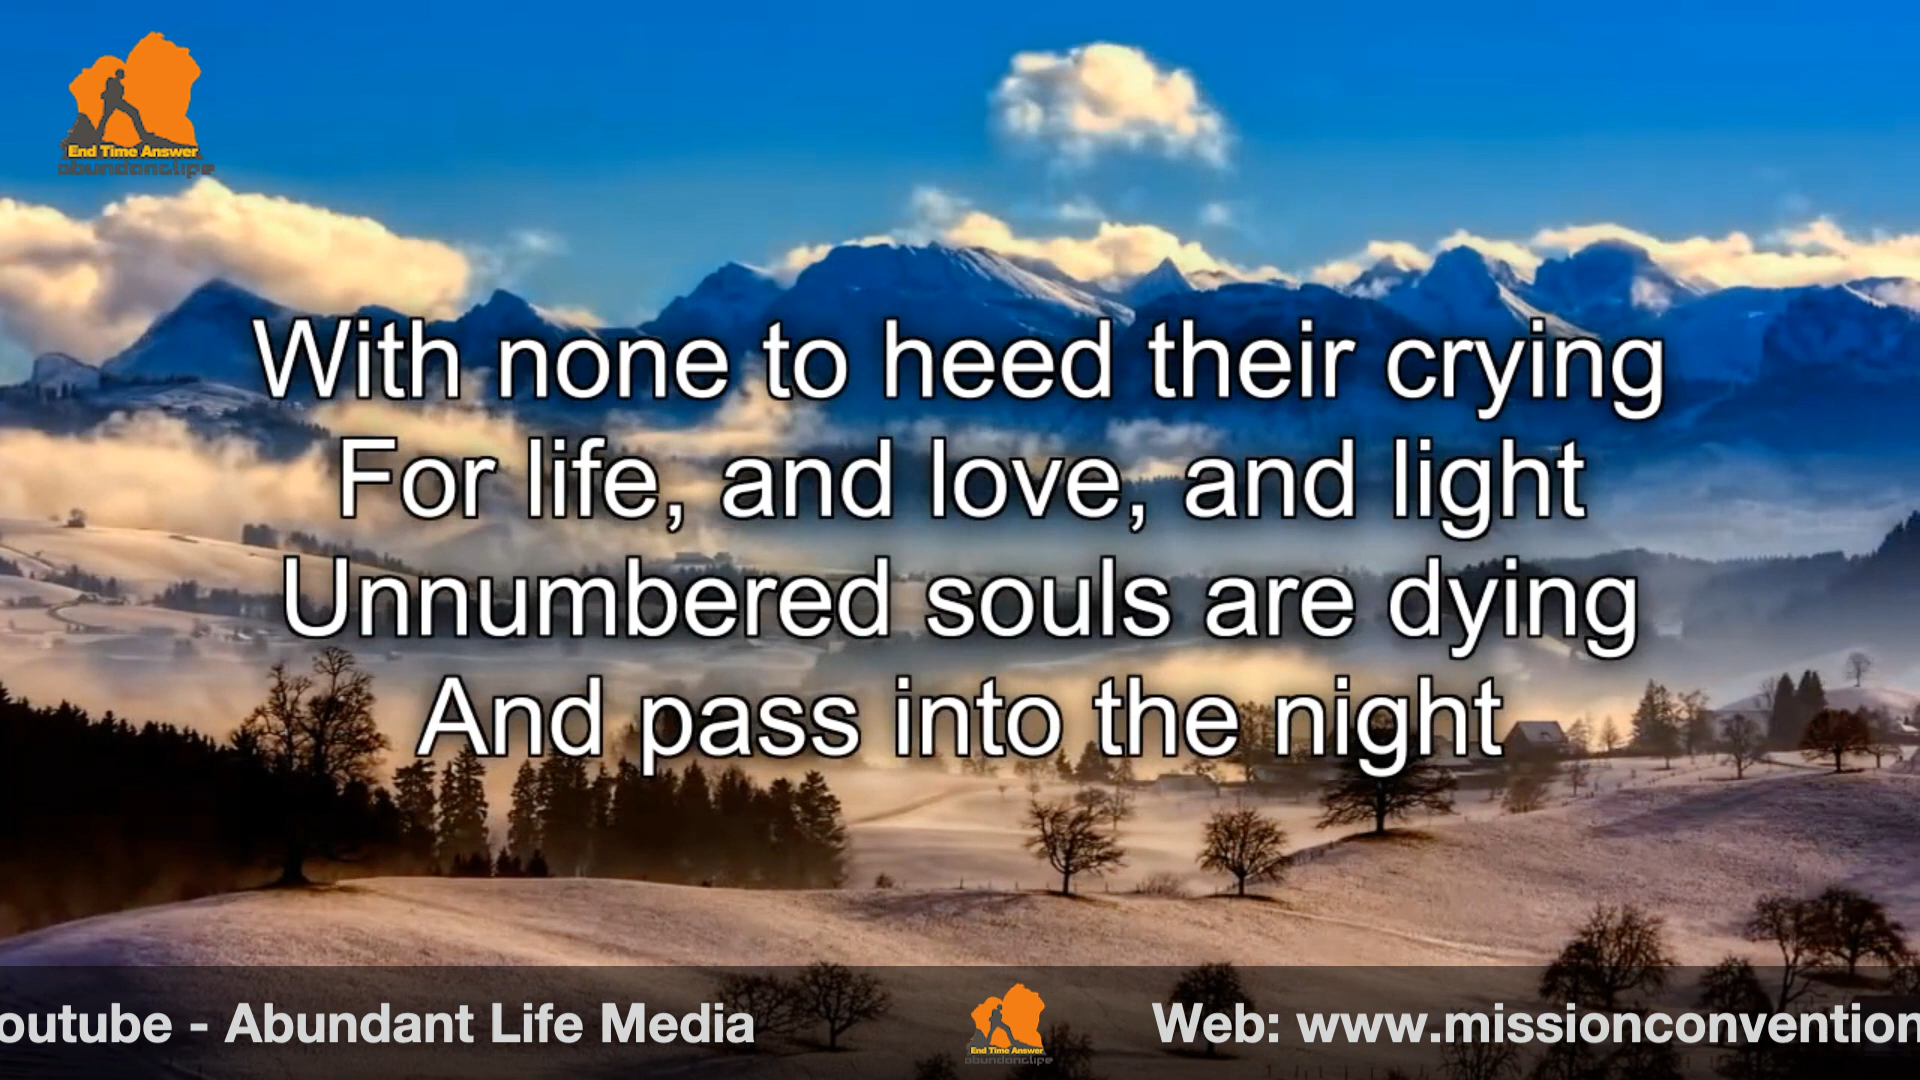 End Time Answer
abundantlife
With none to heed their crying
For life, and love, and light
Unnumbered souls are dying
And pass into the night
outube - Abundant Life Media
End Time Answer
abundantlife
Web: www.missionconvention